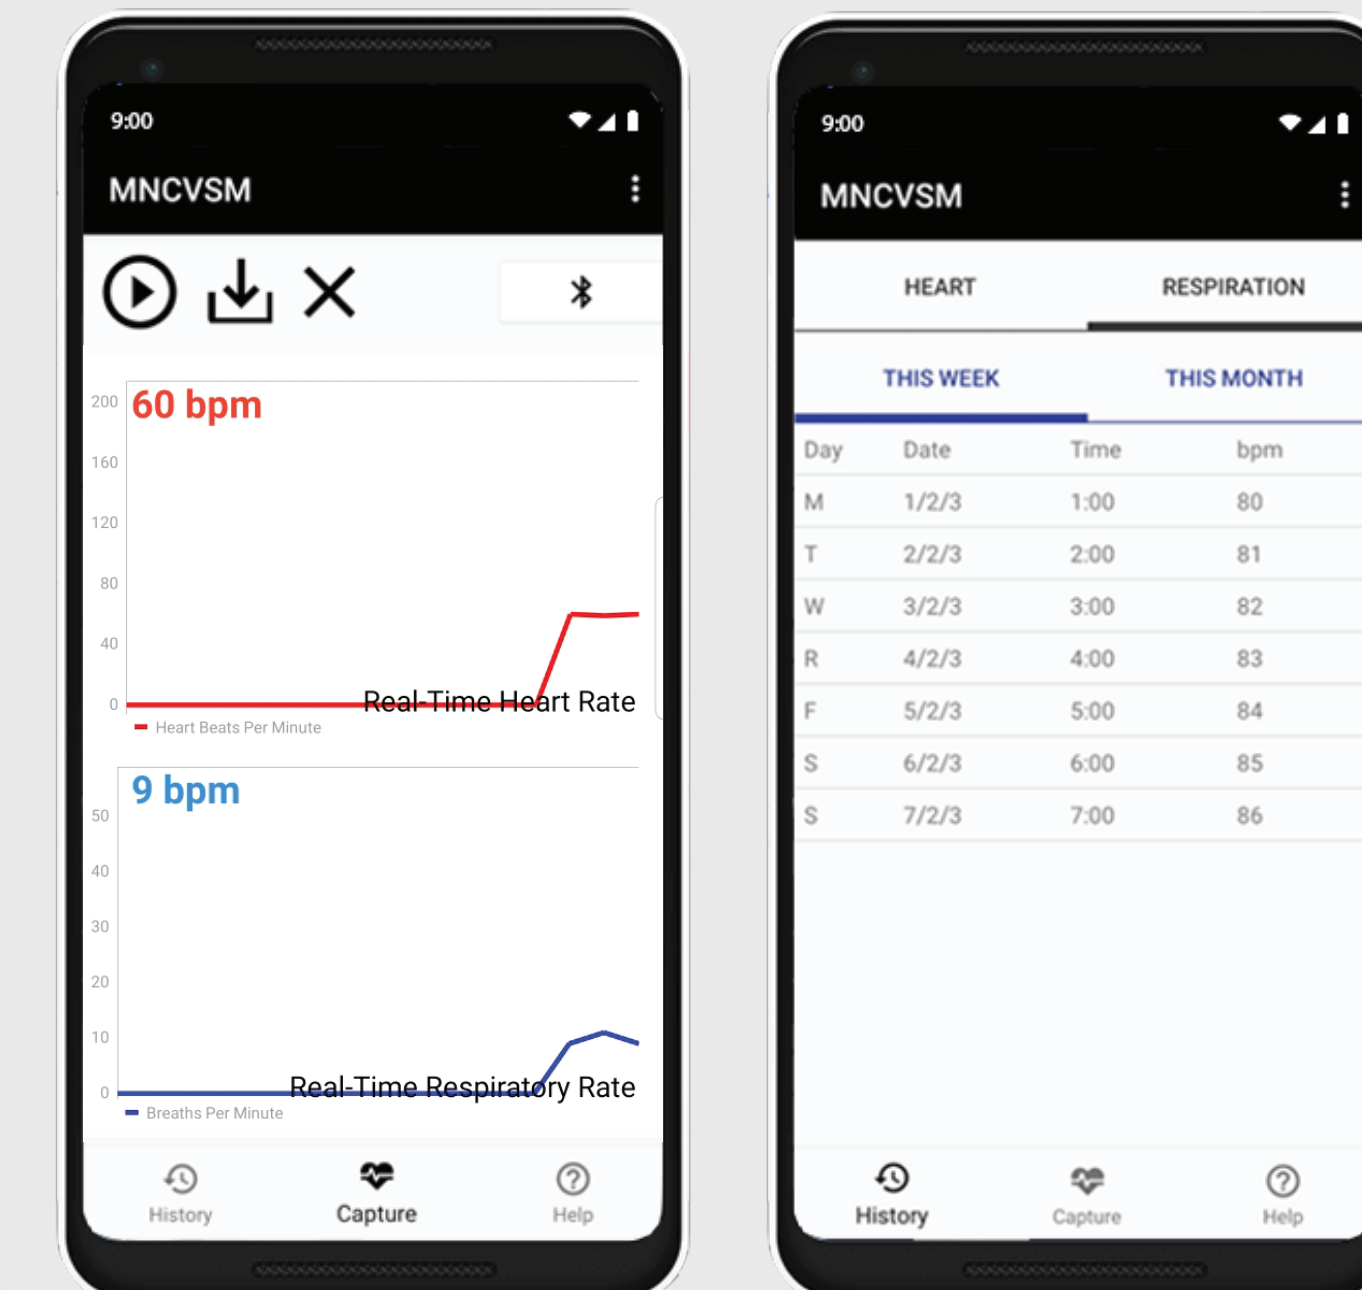 9:00
MNCVSM
60 bpm
200
160
120
80
40
0
Real-Time Heart Rate
Heart Beats Per Minute
9 bpm
50
40
30
20
10
0
Real-Time Respiratory Rate
Breaths Per Minute
History Capture Help
9:00
MNCVSM
HEART RESPIRATION
THIS WEEK THIS MONTH
Day Date Time bpm
M 1/2/3 1:00 80
T 2/2/3 2:00 81
W 3/2/3 3:00 82
R 4/2/3 4:00 83
F 5/2/3 5:00 84
S 6/2/3 6:00 85
S 7/2/3 7:00 86
History Capture Help